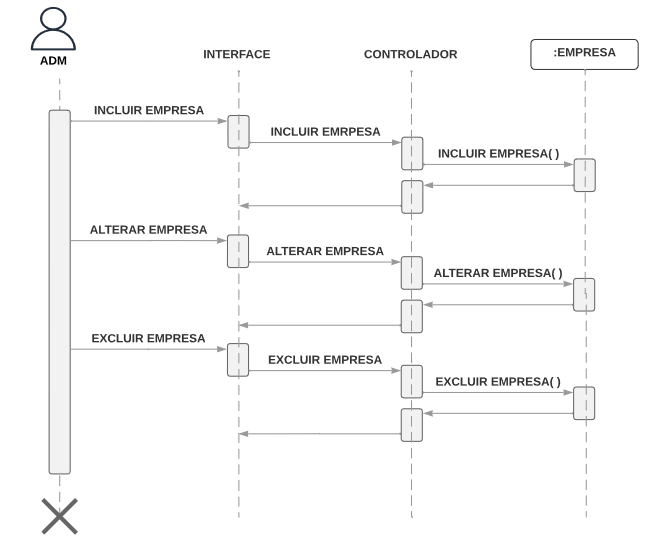 ADM
INTERFACE
CONTROLADOR
:EMPRESA
INCLUIR EMPRESA
INCLUIR EMRPESA
INCLUIR EMPRESA( )
ALTERAR EMPRESA
ALTERAR EMPRESA
ALTERAR EMPRESA( )
EXCLUIR EMPRESA
EXCLUIR EMPRESA
EXCLUIR EMPRESA( )